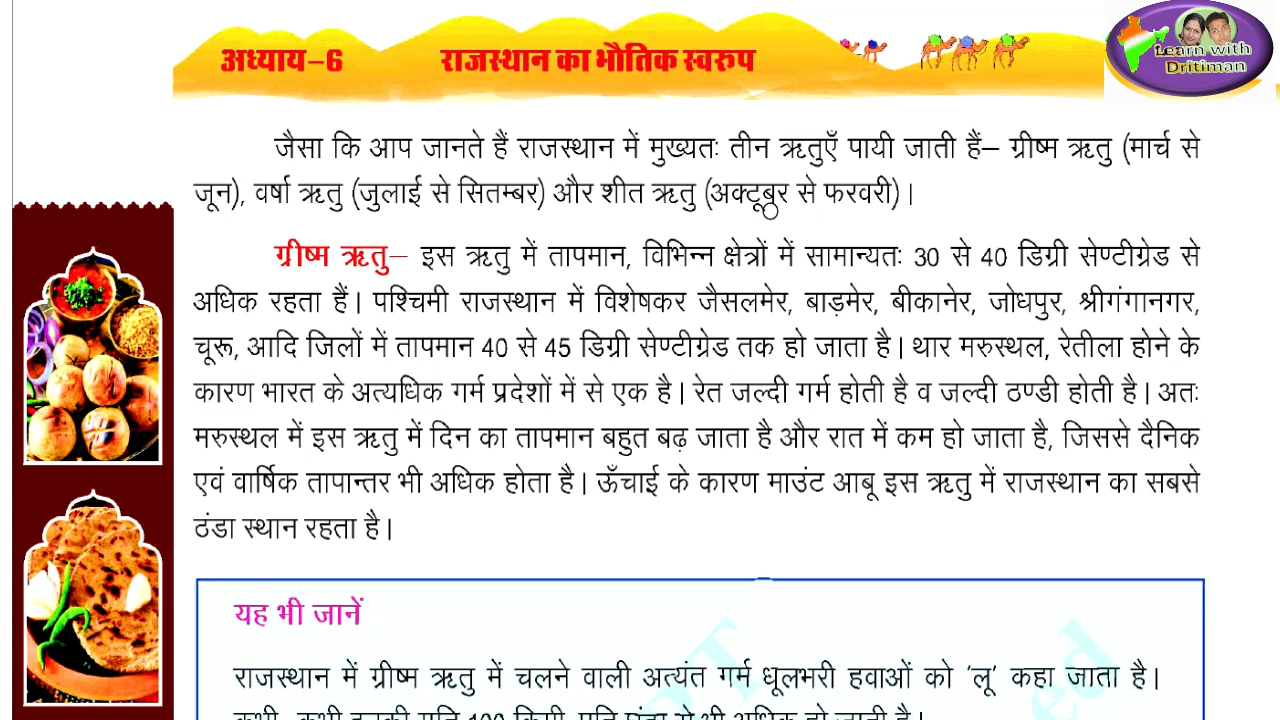 अध्याय–6 राजस्थान का भौतिक स्वरुप
Learn with
Dritiman
जैसा कि आप जानते हैं राजस्थान में मुख्यतः तीन ऋतुएँ पायी जाती हैं– ग्रीष्म ऋतु (मार्च से
जून), वर्षा ऋतु (जुलाई से सितम्बर) और शीत ऋतु (अक्टूबर से फरवरी)।
ग्रीष्म ऋतु– इस ऋतु में तापमान, विभिन्न क्षेत्रों में सामान्यतः 30 से 40 डिग्री सेण्टीग्रेड से
अधिक रहता हैं। पश्चिमी राजस्थान में विशेषकर जैसलमेर, बाड़मेर, बीकानेर, जोधपुर, श्रीगंगानगर,
चूरू, आदि जिलों में तापमान 40 से 45 डिग्री सेण्टीग्रेड तक हो जाता है। थार मरुस्थल, रेतीला होने के
कारण भारत के अत्यधिक गर्म प्रदेशों में से एक है। रेत जल्दी गर्म होती है व जल्दी ठण्डी होती है। अतः
मरुस्थल में इस ऋतु में दिन का तापमान बहुत बढ़ जाता है और रात में कम हो जाता है, जिससे दैनिक
एवं वार्षिक तापान्तर भी अधिक होता है। ऊँचाई के कारण माउंट आबू इस ऋतु में राजस्थान का सबसे
ठंडा स्थान रहता है।
यह भी जानें
राजस्थान में ग्रीष्म ऋतु में चलने वाली अत्यंत गर्म धूलभरी हवाओं को 'लू' कहा जाता है।